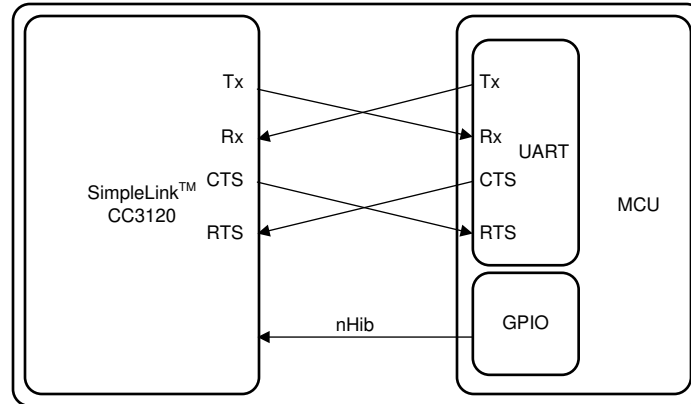 Tx
Rx
CTS
RTS
SimpleLink™
CC3120
Tx
Rx
UART
CTS
RTS
MCU
nHib
GPIO